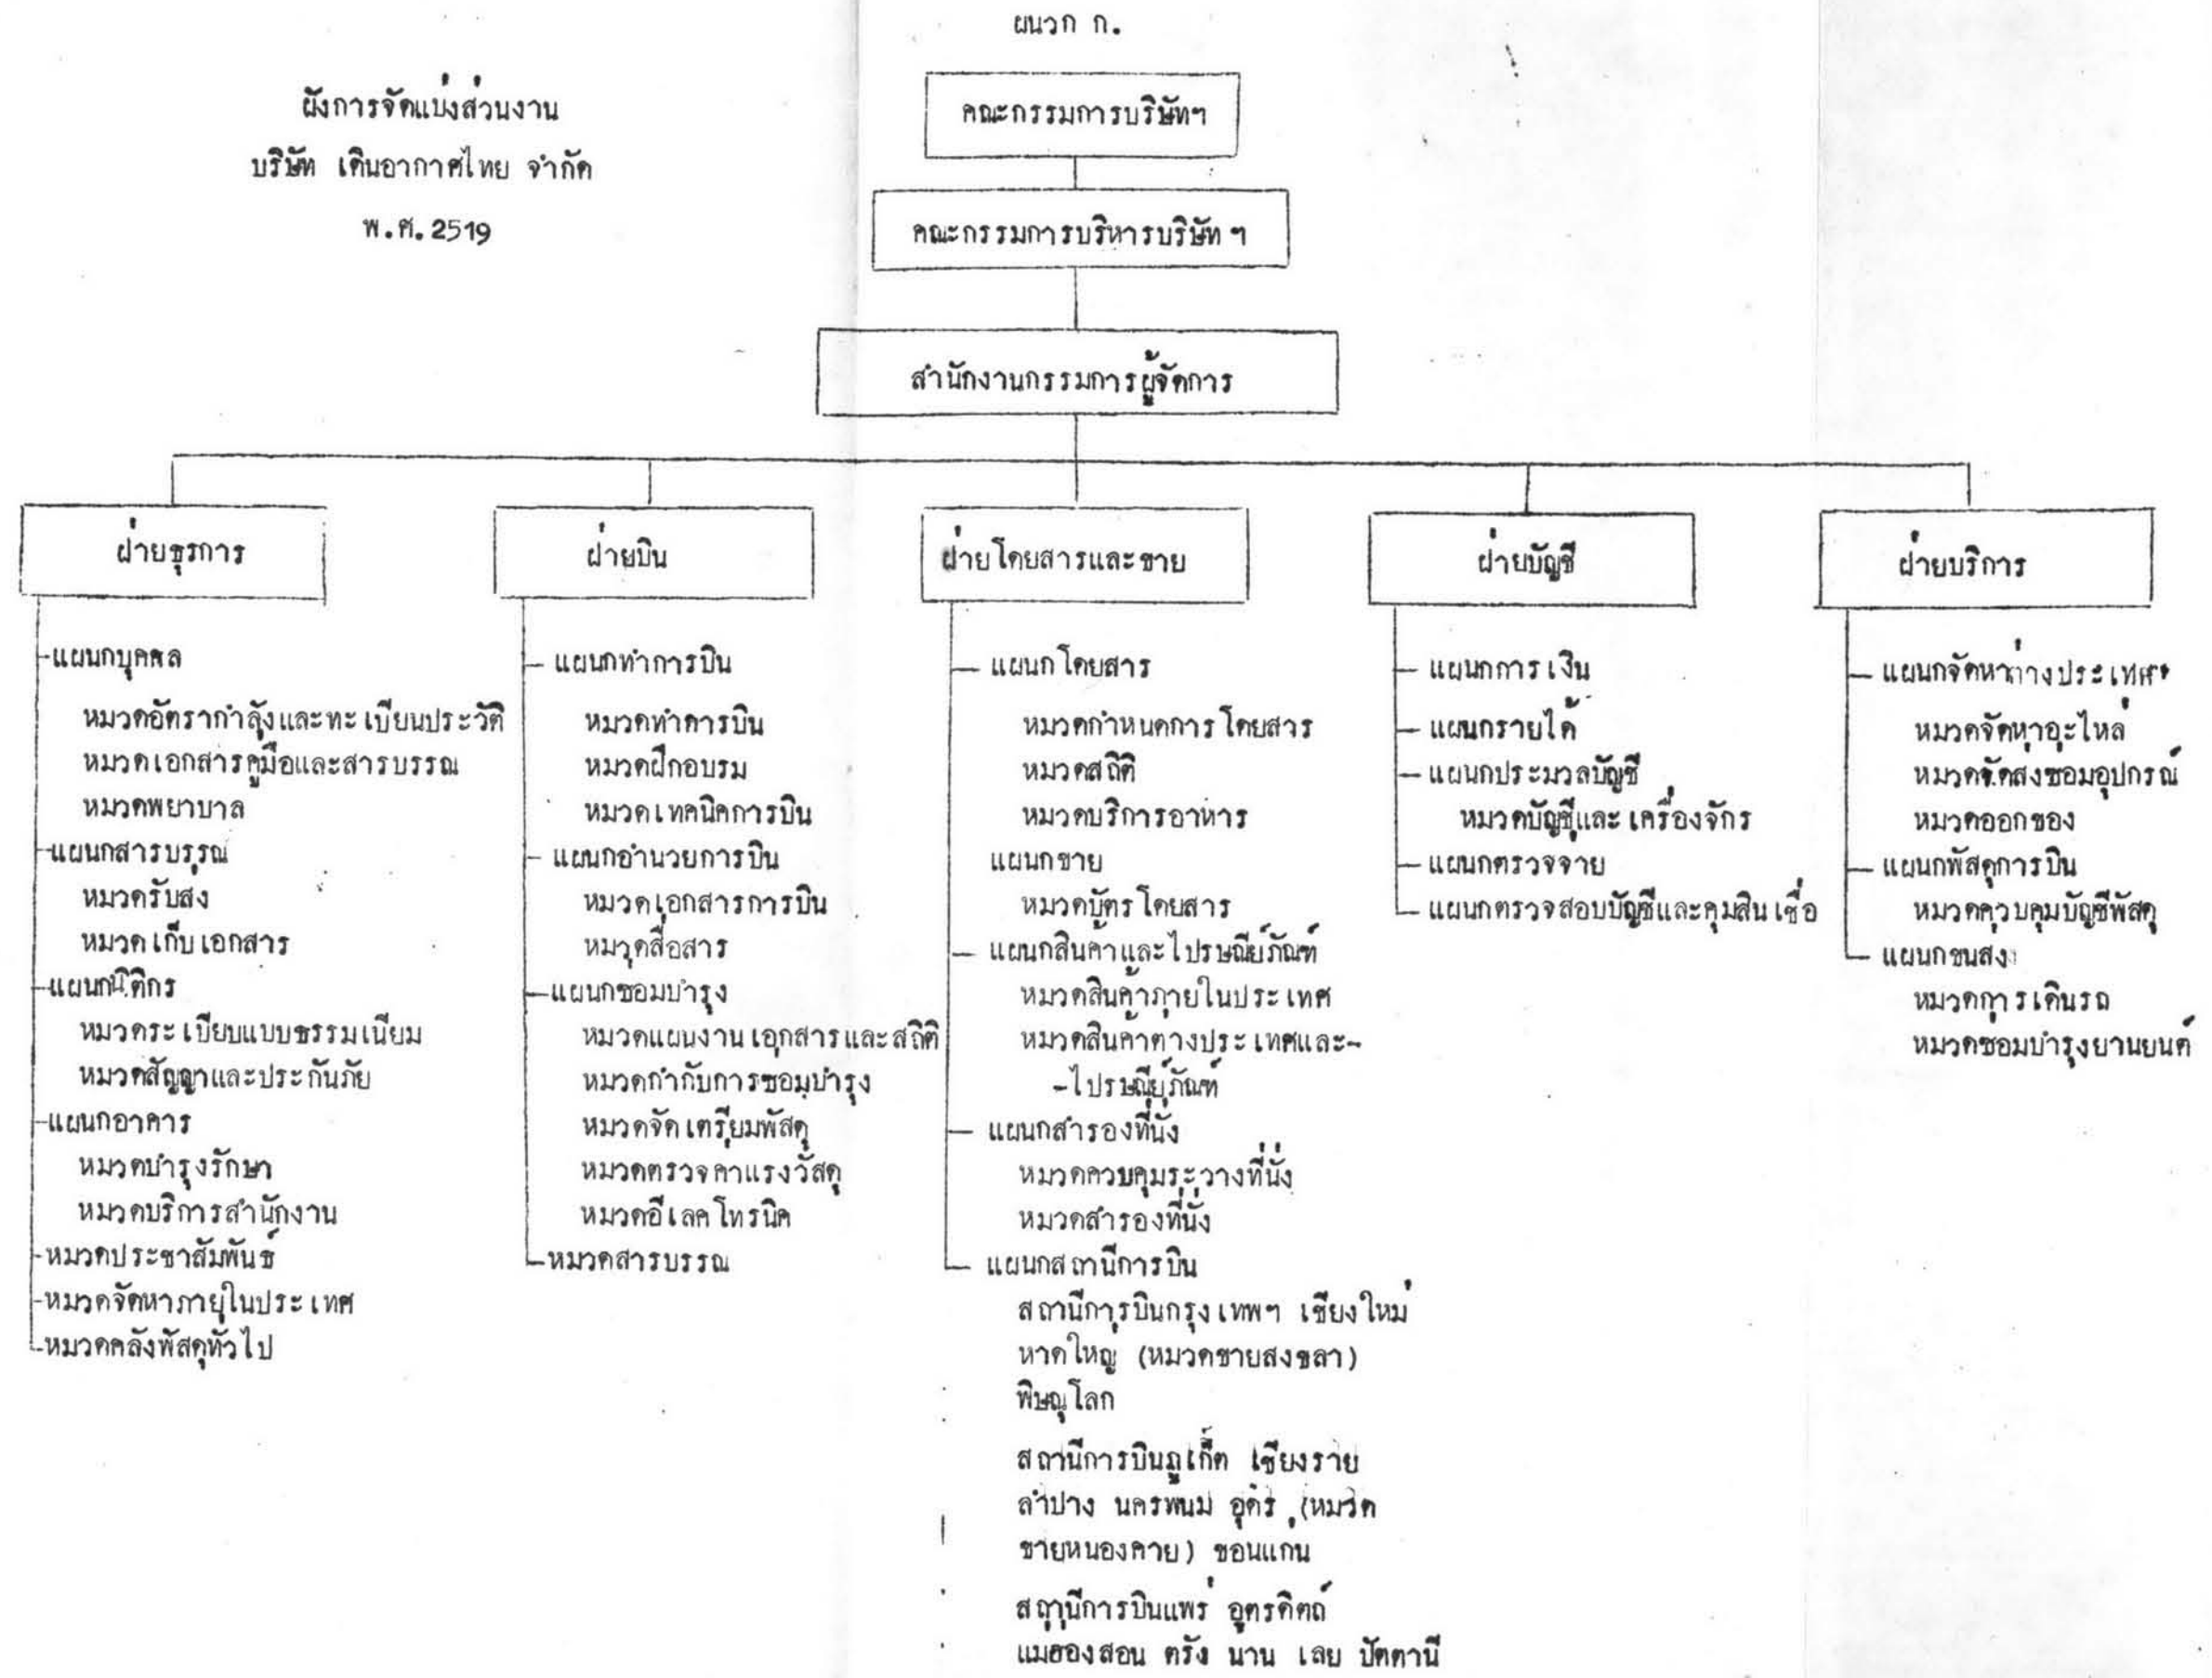 ผนวก ก.
ผังการจัดแบ่งส่วนงาน
บริษัท เดินอากาศไทย จำกัด
พ.ศ. 2519
คณะกรรมการบริษัทฯ
คณะกรรมการบริหารบริษัท ฯ
สำนักงานกรรมการผู้จัดการ
ฝ่ายธุรการ
แผนกบุคคล
หมวดอัตรากำลังและทะเบียนประวัติ
หมวดเอกสารคู่มือและสารบรรณ
หมวดพยาบาล
แผนกสารบรรณ
หมวดรับส่ง
หมวดเก็บเอกสาร
แผนกนิติกร
หมวดระเบียบแบบธรรมเนียม
หมวดสัญญาและประกันภัย
แผนกอาคาร
หมวดบำรุงรักษา
หมวดบริการสำนักงาน
หมวดประชาสัมพันธ์
หมวดจัดหาภายในประเทศ
หมวดคลังพัสดุทั่วไป
ฝ่ายบิน
แผนกทำการบิน
หมวดทำการบิน
หมวดฝึกอบรม
หมวดเทคนิคการบิน
แผนกอำนวยการบิน
หมวดเอกสารการบิน
หมวดสื่อสาร
แผนกซ่อมบำรุง
หมวดแผนงานเอกสารและสถิติ
หมวดกำกับการซ่อมบำรุง
หมวดจัดเตรียมพัสดุ
หมวดตรวจคาแรงวัสดุ
หมวดอีเลคโทรนิค
หมวดสารบรรณ
ฝ่ายโดยสารและขาย
แผนกโดยสาร
หมวดกำหนดการโดยสาร
หมวดสถิติ
หมวดบริการอาหาร
แผนกขาย
หมวดบัตรโดยสาร
แผนกสินค้าและไปรษณีย์ภัณฑ์
หมวดสินค้าภายในประเทศ
หมวดสินค้าต่างประเทศและ-
-ไปรษณีย์ภัณฑ์
แผนกสำรองที่นั่ง
หมวดควบคุมระวางที่นั่ง
หมวดสำรองที่นั่ง
แผนกสถานีการบิน
สถานีการบินกรุงเทพฯ เชียงใหม่
หาดใหญ่ (หมวดขายสงขลา)
พิษณุโลก
สถานีการบินภูเก็ต เชียงราย
ลำปาง นครพนม อุดร (หมวด
ขายหนองคาย) ขอนแก่น
สถานีการบินแพร่ อุตรดิตถ์
แม่ฮ่องสอน ตรัง น่าน เลย ปัตตานี
ฝ่ายบัญชี
แผนกการเงิน
แผนกรายได้
แผนกประมวลบัญชี
หมวดบัญชีและเครื่องจักร
แผนกตรวจจ่าย
แผนกตรวจสอบบัญชีและคุมสินเชื่อ
ฝ่ายบริการ
แผนกจัดหาต่างประเทศ
หมวดจัดหาอะไหล่
หมวดจัดส่งซ่อมอุปกรณ์
หมวดออกของ
แผนกพัสดุการบิน
หมวดควบคุมบัญชีพัสดุ
แผนกขนส่ง
หมวดการเดินรถ
หมวดซ่อมบำรุงยานยนต์